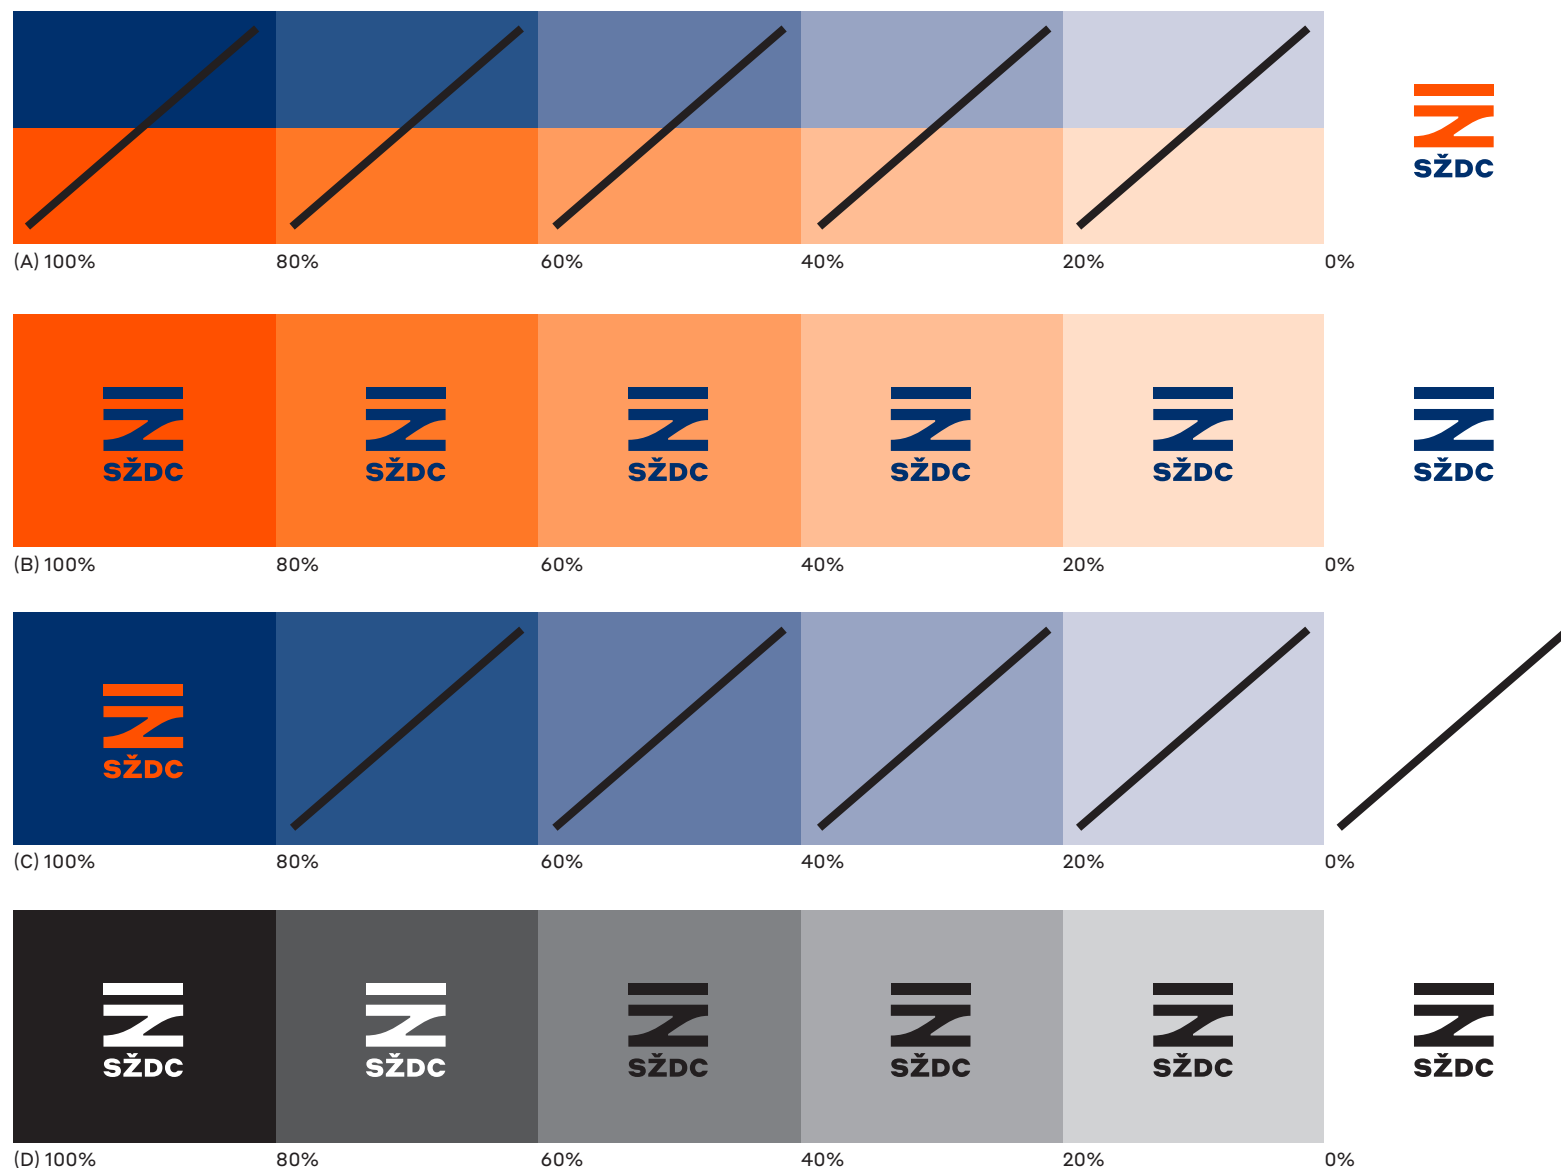 SŽDC
(A) 100% 80% 60% 40% 20% 0%
SŽDC SŽDC SŽDC SŽDC SŽDC SŽDC
(B) 100% 80% 60% 40% 20% 0%
SŽDC
(C) 100% 80% 60% 40% 20% 0%
SŽDC SŽDC SŽDC SŽDC SŽDC SŽDC
(D) 100% 80% 60% 40% 20% 0%